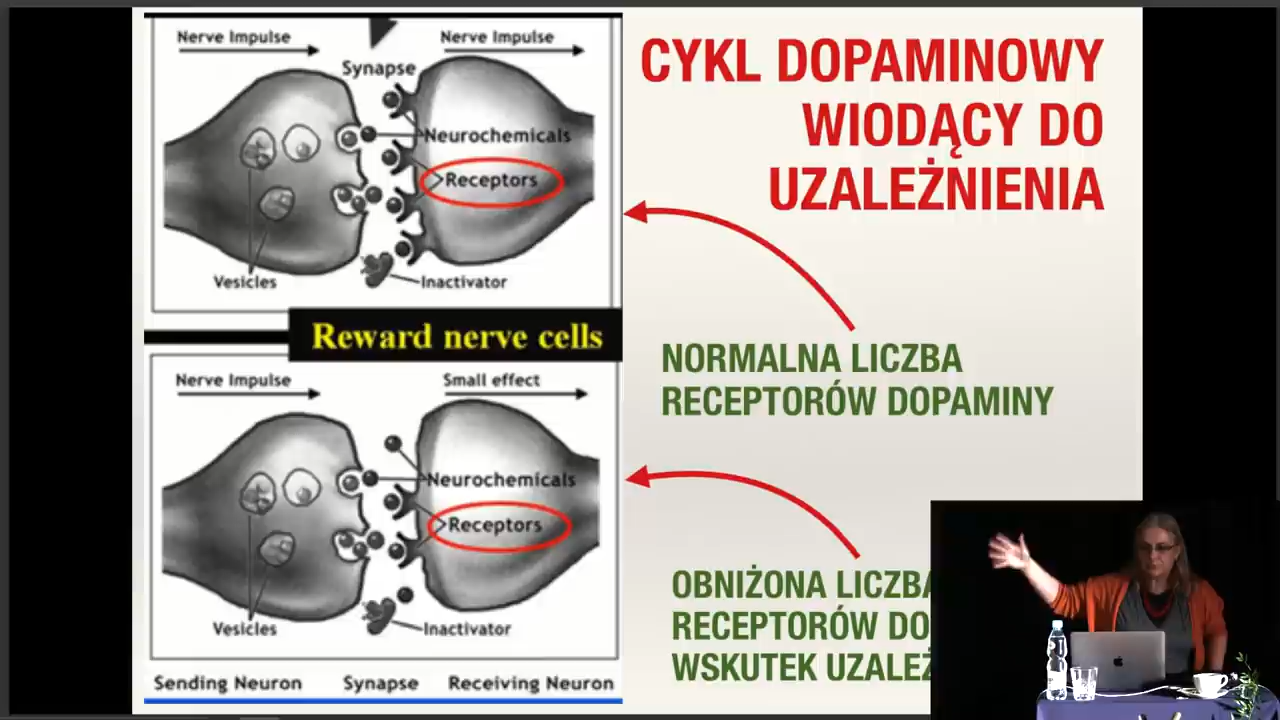 Nerve Impulse
Nerve Impulse
Synapse
Neurochemicals
Receptors
Vesicles
Inactivator
Reward nerve cells
Nerve Impulse
Small effect
Neurochemicals
Receptors
Vesicles
Inactivator
Sending Neuron
Synapse
Receiving Neuron
CYKL DOPAMINOWY
WIODĄCY DO
UZALEŻNIENIA
NORMALNA LICZBA
RECEPTORÓW DOPAMINY
OBNIŻONA LICZBA
RECEPTORÓW
WSKUTEK